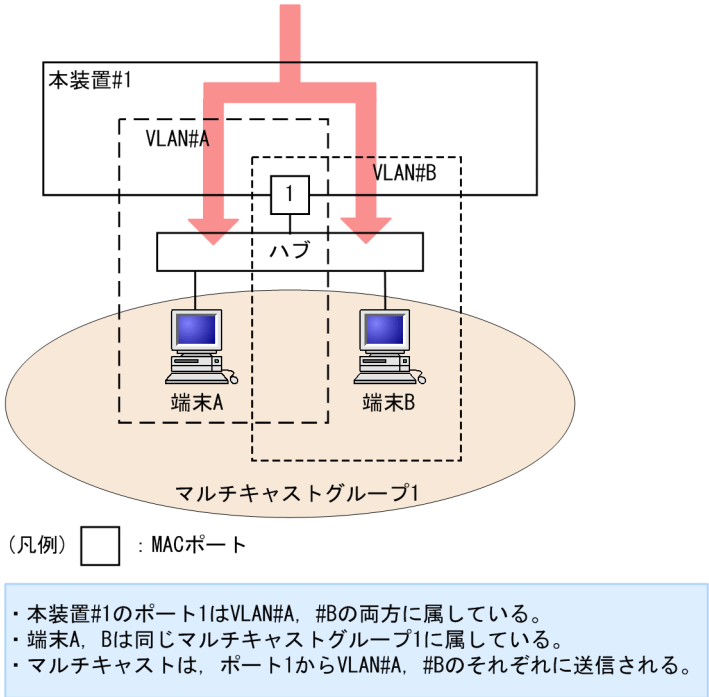 本装置#1
VLAN#A
VLAN#B
1
ハブ
端末A
端末B
マルチキャストグループ1
(凡例) :MACポート
・本装置#1のポート1はVLAN#A, #Bの両方に属している。
・端末A, Bは同じマルチキャストグループ1に属している。
・マルチキャストは, ポート1からVLAN#A, #Bのそれぞれに送信される。